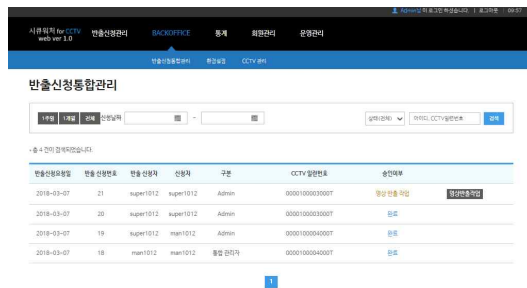 Admin님 이 로그인 하셨습니다. | 로그아웃 | 09:57
시큐워처 for CCTV
web ver 1.0
반출신청관리 BACKOFFICE 통계 회원관리 운영관리
반출신청통합관리 환경설정 CCTV 관리
반출신청통합관리
1주일 1개월 전체 신청날짜 - 상태(전체) 아이디, CCTV일련번호 검색
총 4 건이 검색되었습니다.
반출신청요청일 반출 신청번호 반출 신청자 신청자 구분 CCTV 일련번호 승인여부
2018-03-07 21 super1012 super1012 Admin 0000100003000T 영상 반출 작업 영상반출작업
2018-03-07 20 super1012 super1012 Admin 0000100003000T 완료
2018-03-07 19 super1012 man1012 Admin 0000100004000T 완료
2018-03-07 18 man1012 man1012 통합 관리자 0000100004000T 완료
1